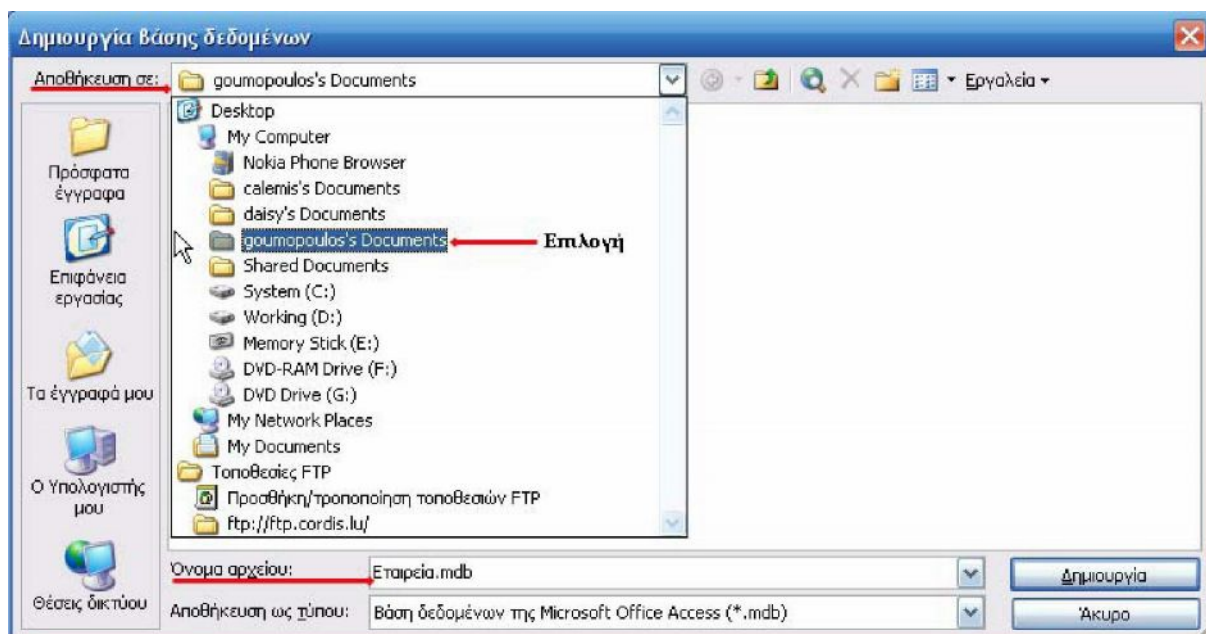 Δημιουργία βάσης δεδομένων
Αποθήκευση σε:
goumopoulos's Documents
Εργαλεία
Desktop
My Computer
Nokia Phone Browser
calemis's Documents
daisy's Documents
goumopoulos's Documents
Επιλογή
Shared Documents
System (C:)
Working (D:)
Memory Stick (E:)
DVD-RAM Drive (F:)
DVD Drive (G:)
My Network Places
My Documents
Τοποθεσίες FTP
Προσθήκη/τροποποίηση τοποθεσιών FTP
ftp://ftp.cordis.lu/
Πρόσφατα
έγγραφα
Επιφάνεια
εργασίας
Τα έγγραφά μου
Ο Υπολογιστής
μου
Θέσεις δικτύου
Όνομα αρχείου:
Εταιρεία.mdb
Δημιουργία
Αποθήκευση ως τύπου:
Βάση δεδομένων της Microsoft Office Access (*.mdb)
Άκυρο